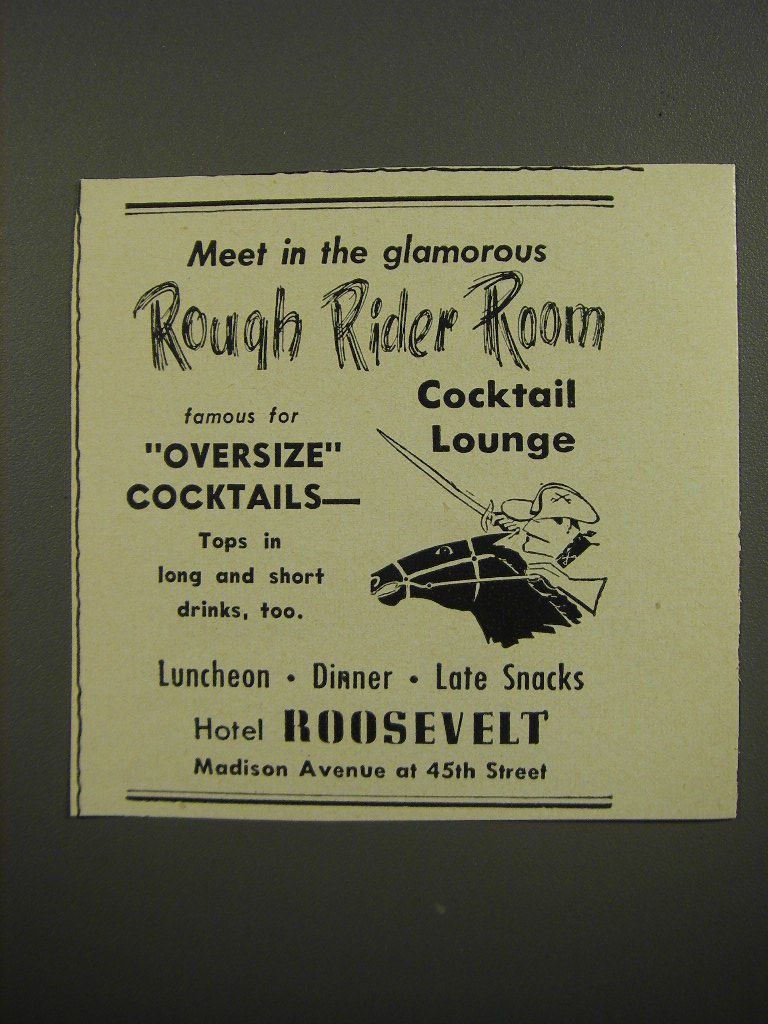 Meet in the glamorous
Rough Rider Room
Cocktail
Lounge
famous for
"OVERSIZE"
COCKTAILS—
Tops in
long and short
drinks, too.
Luncheon • Dinner • Late Snacks
Hotel ROOSEVELT
Madison Avenue at 45th Street